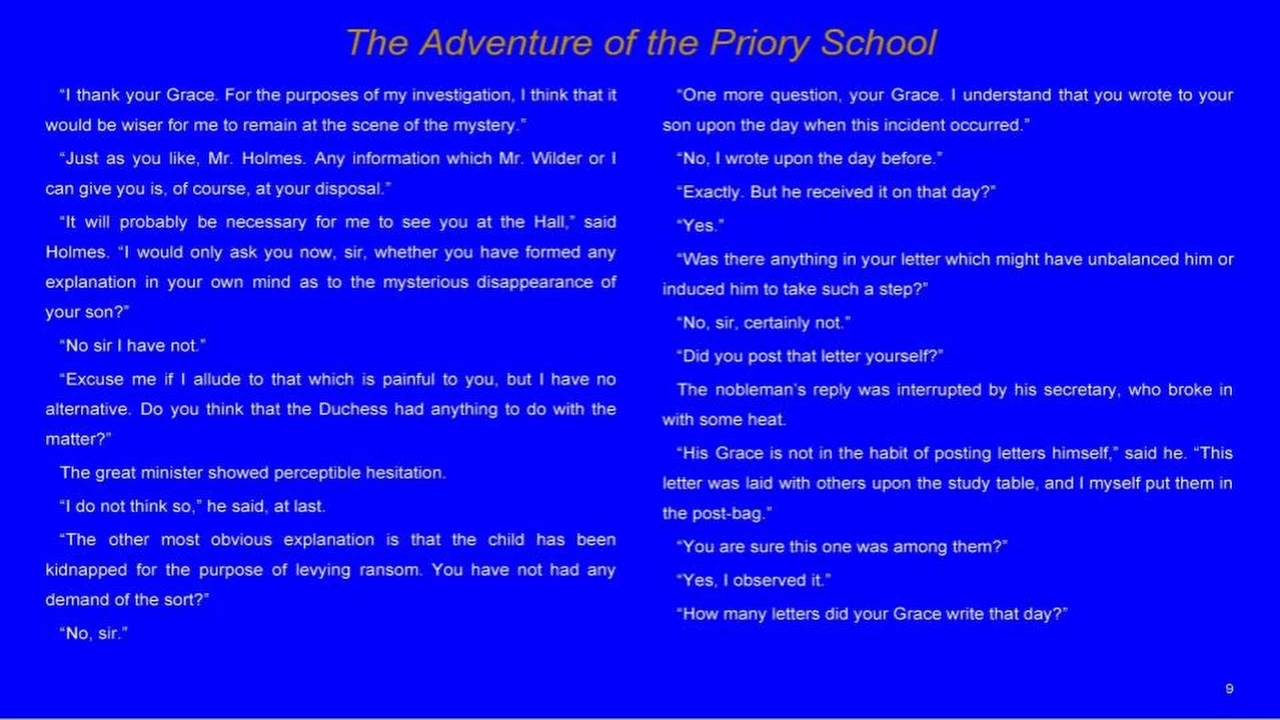 The Adventure of the Priory School
“I thank your Grace. For the purposes of my investigation, I think that it
would be wiser for me to remain at the scene of the mystery.”
“Just as you like, Mr. Holmes. Any information which Mr. Wilder or I
can give you is, of course, at your disposal.”
“It will probably be necessary for me to see you at the Hall,” said
Holmes. “I would only ask you now, sir, whether you have formed any
explanation in your own mind as to the mysterious disappearance of
your son?”
“No sir I have not.”
“Excuse me if I allude to that which is painful to you, but I have no
alternative. Do you think that the Duchess had anything to do with the
matter?”
The great minister showed perceptible hesitation.
“I do not think so,” he said, at last.
“The other most obvious explanation is that the child has been
kidnapped for the purpose of levying ransom. You have not had any
demand of the sort?”
“No, sir.”
“One more question, your Grace. I understand that you wrote to your
son upon the day when this incident occurred.”
“No, I wrote upon the day before.”
“Exactly. But he received it on that day?”
“Yes.”
“Was there anything in your letter which might have unbalanced him or
induced him to take such a step?”
“No, sir, certainly not.”
“Did you post that letter yourself?”
The nobleman’s reply was interrupted by his secretary, who broke in
with some heat.
“His Grace is not in the habit of posting letters himself,” said he. “This
letter was laid with others upon the study table, and I myself put them in
the post-bag.”
“You are sure this one was among them?”
“Yes, I observed it.”
“How many letters did your Grace write that day?”
9